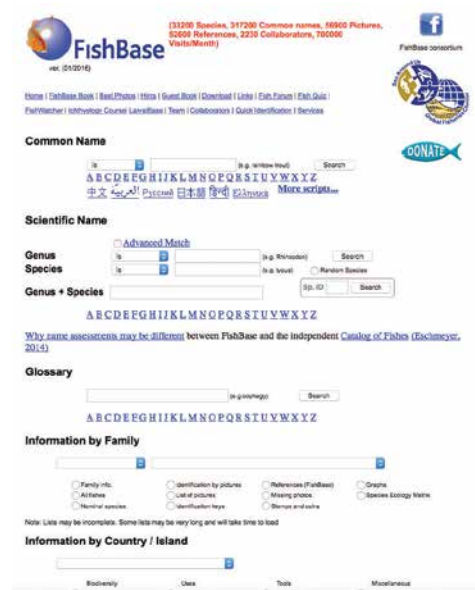 FishBase
ver. (01/2016)
(33200 Species, 317200 Common names, 56900 Pictures,
52600 References, 2230 Collaborators, 700000
Visits/Month)
FishBase consortium
Home | FishBase Book | Best Photos | Hints | Guest Book | Download | Links | Fish Forum | Fish Quiz |
FishWatcher | Ichthyology Course| LarvalBase | Team | Collaborators | Quick Identification | Services
DONATE
Common Name
is (e.g. rainbow trout) Search
A B C D E F G H I J K L M N O P Q R S T U V W X Y Z
中文 العربية Русский 日本語 हिन्दी Ελληνικά More scripts...
Scientific Name
Advanced Match
Genus is (e.g. Rhincodon) Search
Species is (e.g. typus) Random Species
Genus + Species Sp. ID Search
A B C D E F G H I J K L M N O P Q R S T U V W X Y Z
Why name assessments may be different between FishBase and the independent Catalog of Fishes (Eschmeyer,
2014)
Glossary
(e.g. oophagy) Search
A B C D E F G H I J K L M N O P Q R S T U V W X Y Z
Information by Family
Family info. Identification by pictures References (FishBase) Graphs
All fishes List of pictures Missing photos Species Ecology Matrix
Nominal species Identification keys Stamps and coins
Note: Lists may be incomplete. Some lists may be very long and will take time to load
Information by Country / Island
Biodiversity Uses Tools Miscellaneous